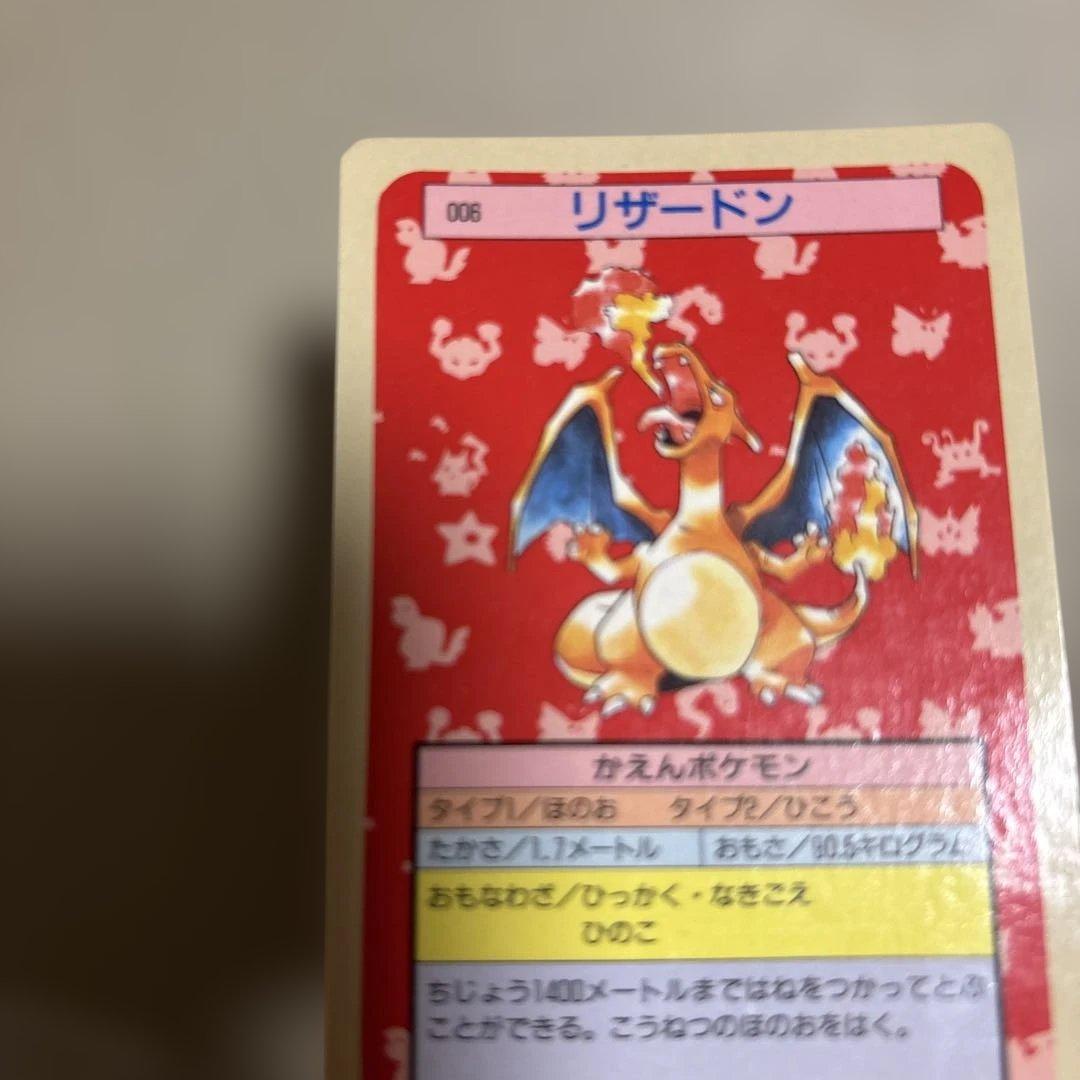 006 リザードン
かえんポケモン
タイプ1/ほのお タイプ2/ひこう
たかさ/1.7メートル おもさ/90.5キログラム
おもなわざ/ひっかく・なきごえ
ひのこ
ちじょう1400メートルまではねをつかってとぶ
ことができる。こうねつのほのおをはく。